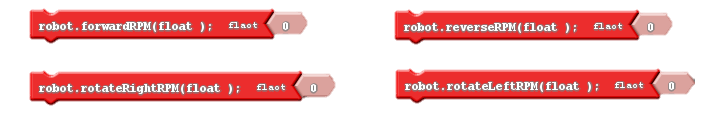 robot.forwardRPM(float ); flaot 0
robot.reverseRPM(float ); flaot 0
robot.rotateRightRPM(float ); flaot 0
robot.rotateLeftRPM(float ); flaot 0